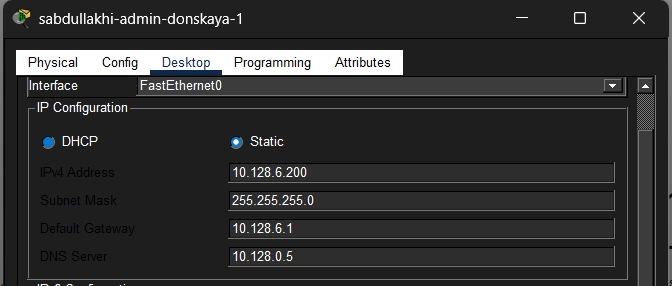 sabdullakhi-admin-donskaya-1
Physical Config Desktop Programming Attributes
Interface FastEthernet0
IP Configuration
DHCP Static
IPv4 Address 10.128.6.200
Subnet Mask 255.255.255.0
Default Gateway 10.128.6.1
DNS Server 10.128.0.5